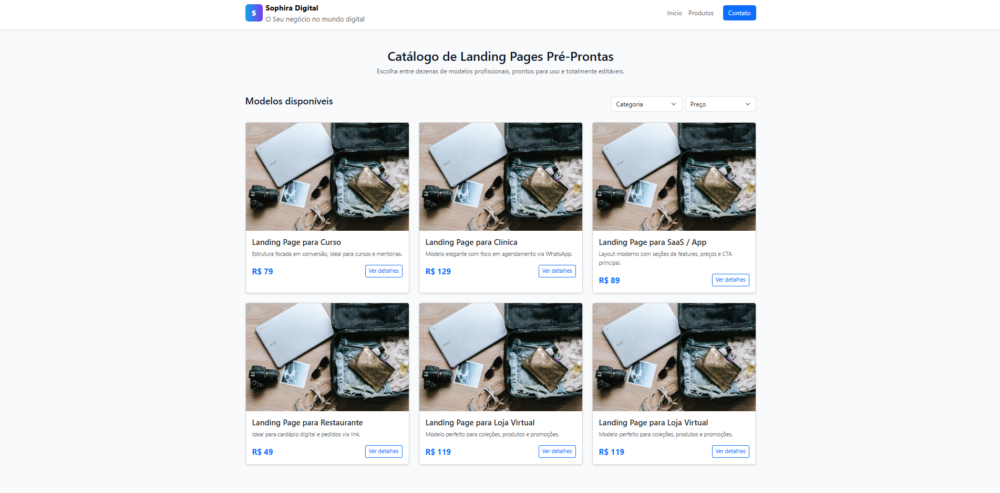 S
Sophira Digital
O Seu negócio no mundo digital
Início
Produtos
Contato
Catálogo de Landing Pages Pré-Prontas
Escolha entre dezenas de modelos profissionais, prontos para uso e totalmente editáveis.
Modelos disponíveis
Categoria
Preço
acer
acer
acer
Landing Page para Curso
Estrutura focada em conversão, ideal para cursos e mentorias.
R$ 79
Ver detalhes
Landing Page para Clínica
Modelo elegante com foco em agendamento via WhatsApp.
R$ 129
Ver detalhes
Landing Page para SaaS / App
Layout moderno com seções de features, preços e CTA
principal.
R$ 89
Ver detalhes
acer
acer
acer
Landing Page para Restaurante
Ideal para cardápio digital e pedidos via link.
R$ 49
Ver detalhes
Landing Page para Loja Virtual
Modelo perfeito para coleções, produtos e promoções.
R$ 119
Ver detalhes
Landing Page para Loja Virtual
Modelo perfeito para coleções, produtos e promoções.
R$ 119
Ver detalhes